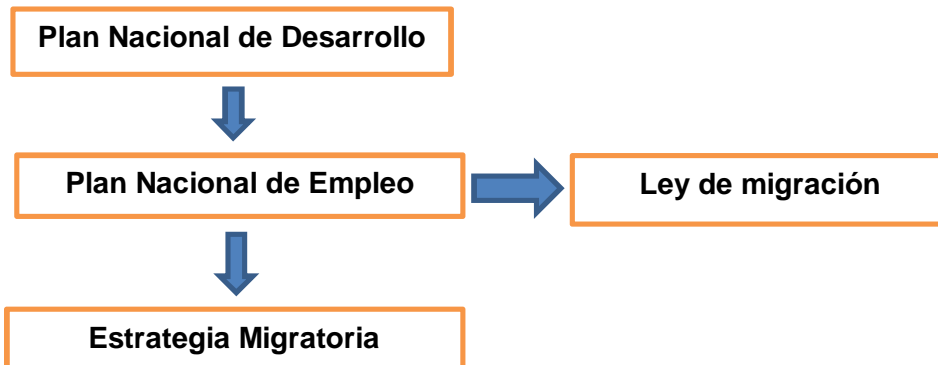 Plan Nacional de Desarrollo
Plan Nacional de Empleo
Ley de migración
Estrategia Migratoria